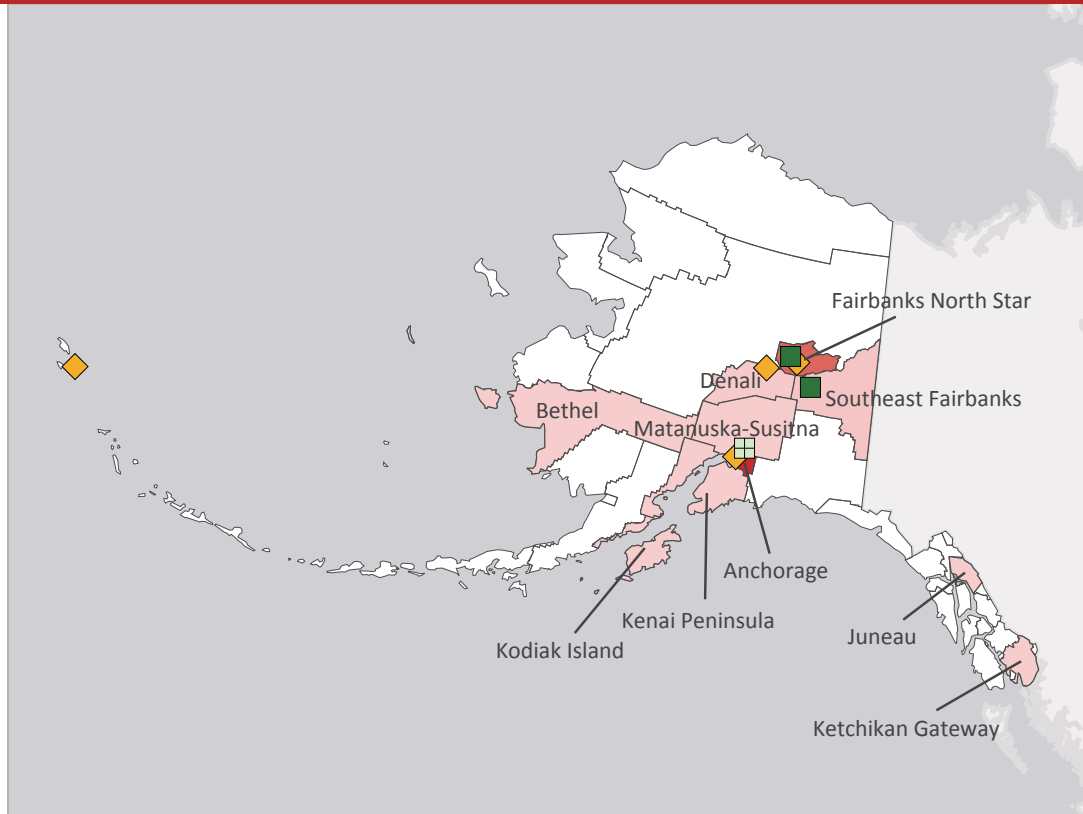 Fairbanks North Star
Denali
Southeast Fairbanks
Bethel
Matanuska-Susitna
Anchorage
Kenai Peninsula
Juneau
Kodiak Island
Ketchikan Gateway